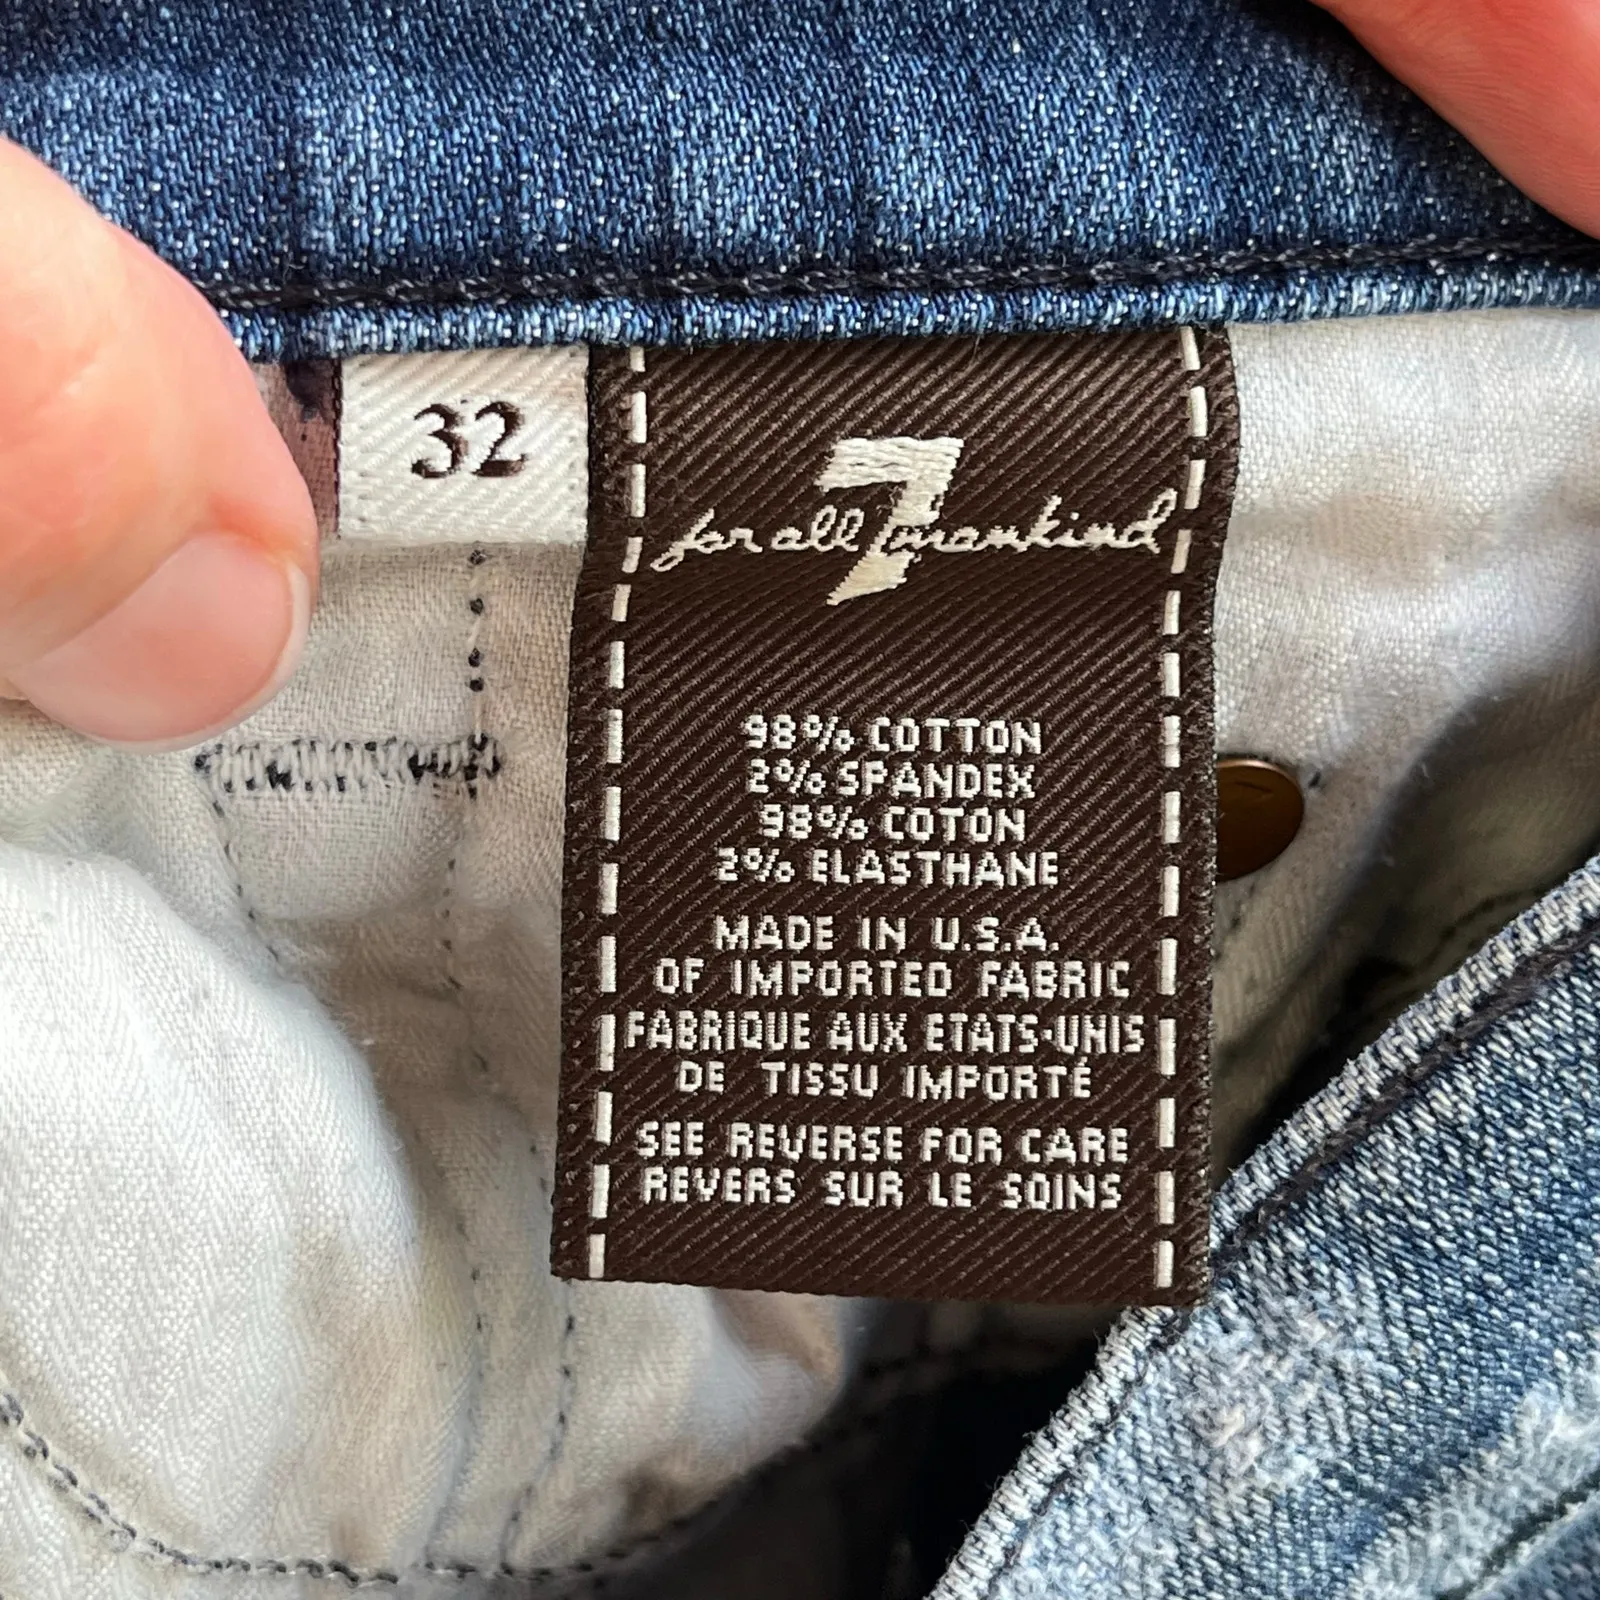 32
7
for all mankind
98% COTTON
2% SPANDEX
98% COTON
2% ELASTHANE
MADE IN U.S.A.
OF IMPORTED FABRIC
FABRIQUE AUX ETATS-UNIS
DE TISSU IMPORTÉ
SEE REVERSE FOR CARE
REVERS SUR LE SOINS